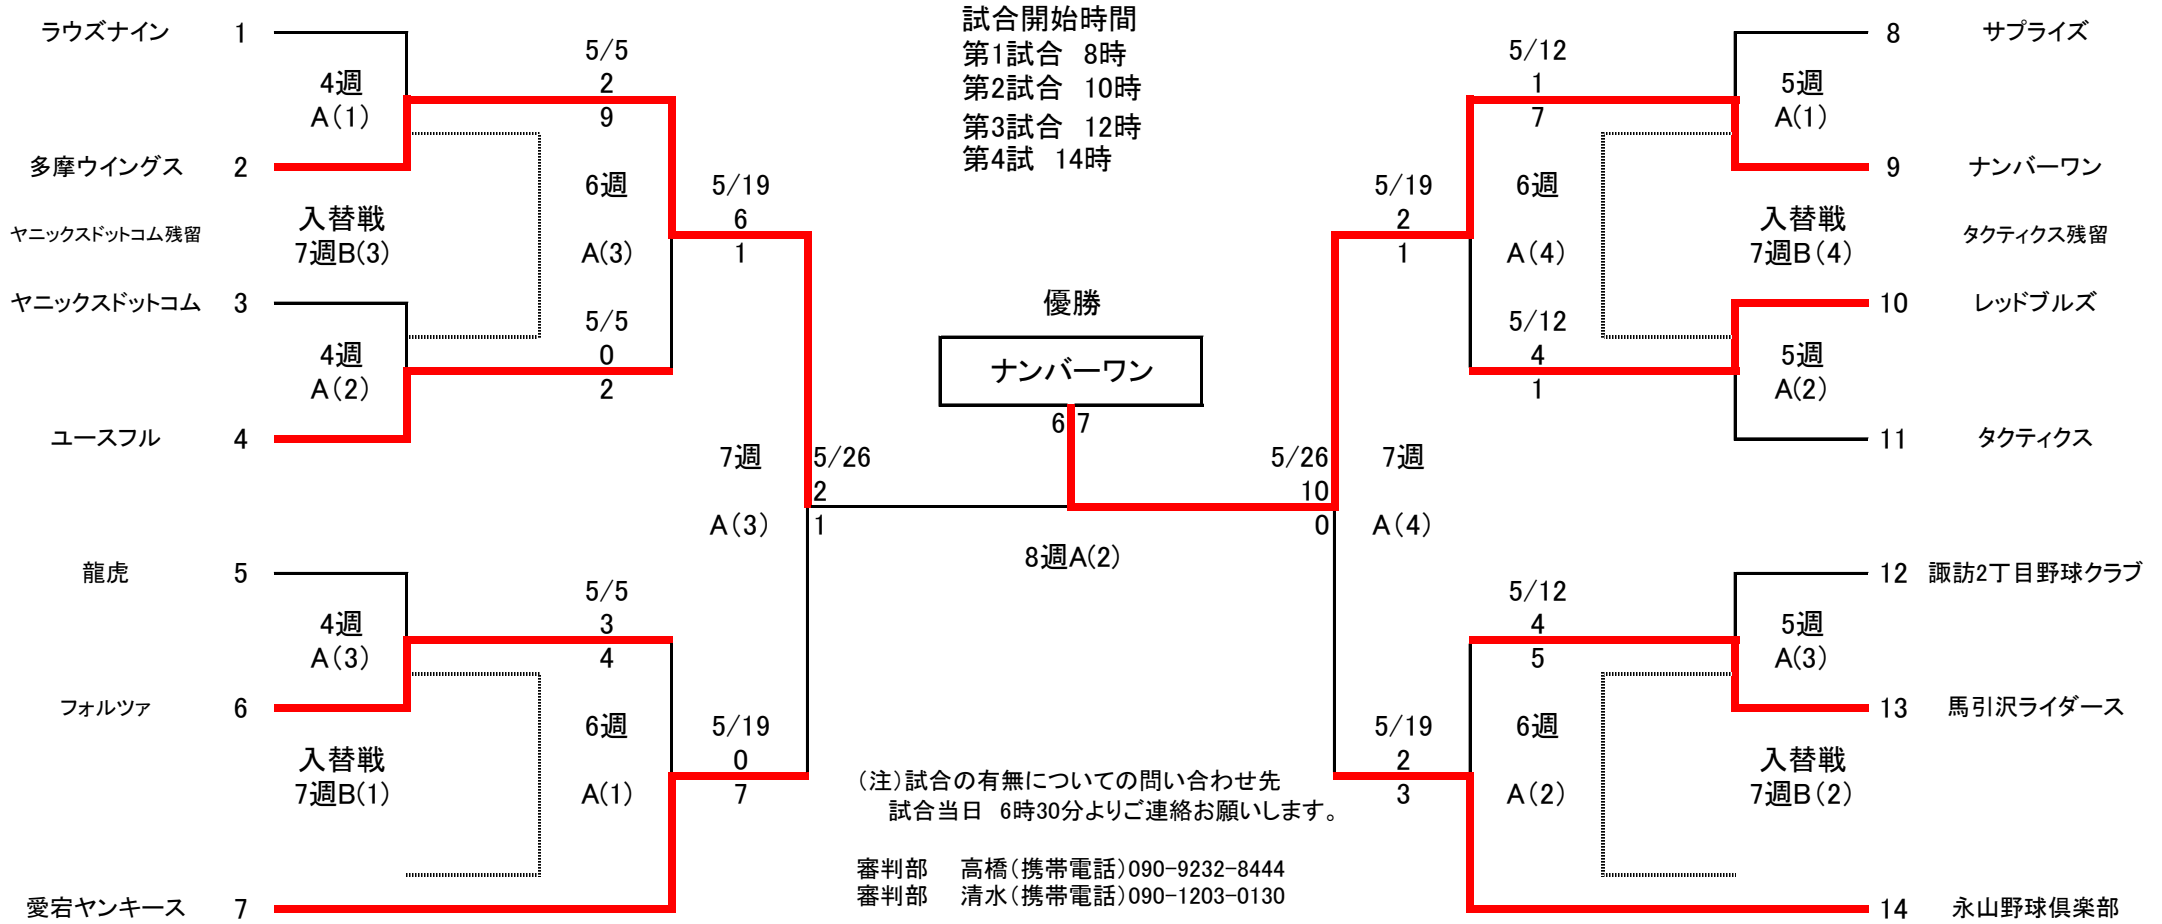 試合開始時間
第1試合 8時
第2試合 10時
第3試合 12時
第4試 14時
ラウズナイン 1
4週
A(1)
5/5
2
9
多摩ウイングス 2
ヤニックスドットコム残留
入替戦
7週B(3)
6週
A(3)
5/19
6
1
ヤニックスドットコム 3
4週
A(2)
5/5
0
2
ユースフル 4
7週
A(3)
5/26
2
1
龍虎 5
4週
A(3)
5/5
3
4
フォルツァ 6
入替戦
7週B(1)
6週
A(1)
5/19
0
7
愛宕ヤンキース 7
優勝
ナンバーワン
6 7
8週A(2)
8 サプライズ
5/12
1
7
5週
A(1)
9 ナンバーワン
タクティクス残留
入替戦
7週B(4)
5/19
2
1
6週
A(4)
10 レッドブルズ
5/12
4
1
5週
A(2)
11 タクティクス
5/26
10
0
7週
A(4)
12 諏訪2丁目野球クラブ
5/12
4
5
5週
A(3)
13 馬引沢ライダース
入替戦
7週B(2)
5/19
2
3
6週
A(2)
14 永山野球倶楽部
(注)試合の有無についての問い合わせ先
試合当日 6時30分よりご連絡お願いします。
審判部 高橋(携帯電話)090-9232-8444
審判部 清水(携帯電話)090-1203-0130